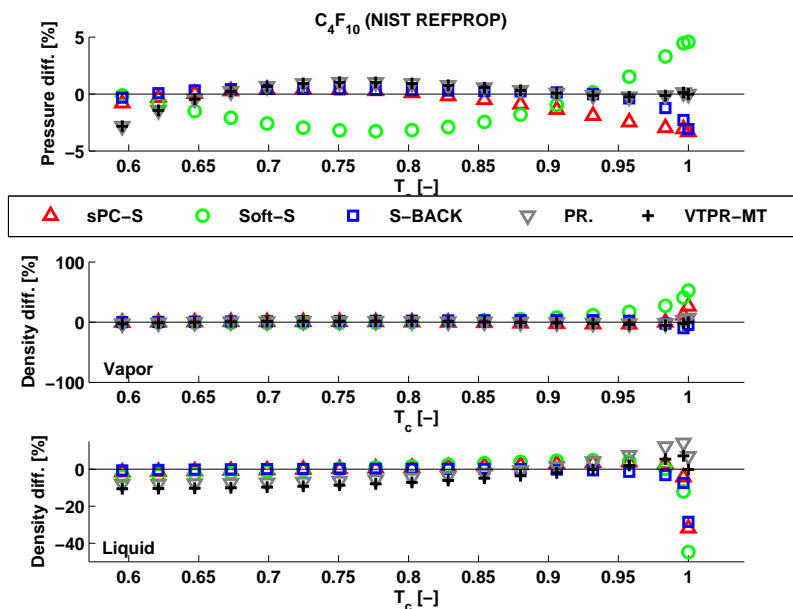 C4F10 (NIST REFPROP)
Pressure diff. [%]
5
0
−5
0.6 0.65 0.7 0.75 0.8 0.85 0.9 0.95 1
T [−]
sPC−S Soft−S S−BACK PR. VTPR−MT
Density diff. [%]
100
0
−100
Vapor
0.6 0.65 0.7 0.75 0.8 0.85 0.9 0.95 1
Tc [−]
Density diff. [%]
0
−20
−40
Liquid
0.6 0.65 0.7 0.75 0.8 0.85 0.9 0.95 1
Tc [−]